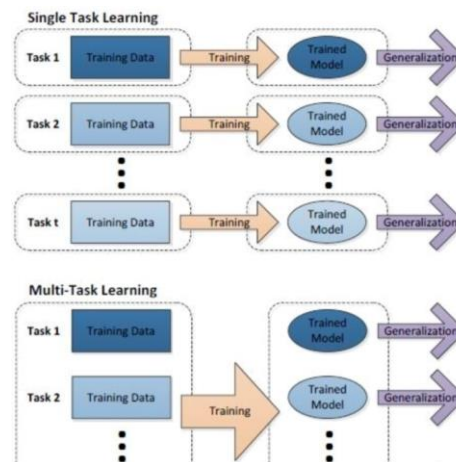 Single Task Learning
Task 1 Training Data Training Trained Model Generalization
Task 2 Training Data Training Trained Model Generalization
Task t Training Data Training Trained Model Generalization
Multi-Task Learning
Task 1 Training Data Trained Model Generalization
Task 2 Training Data Training Trained Model Generalization